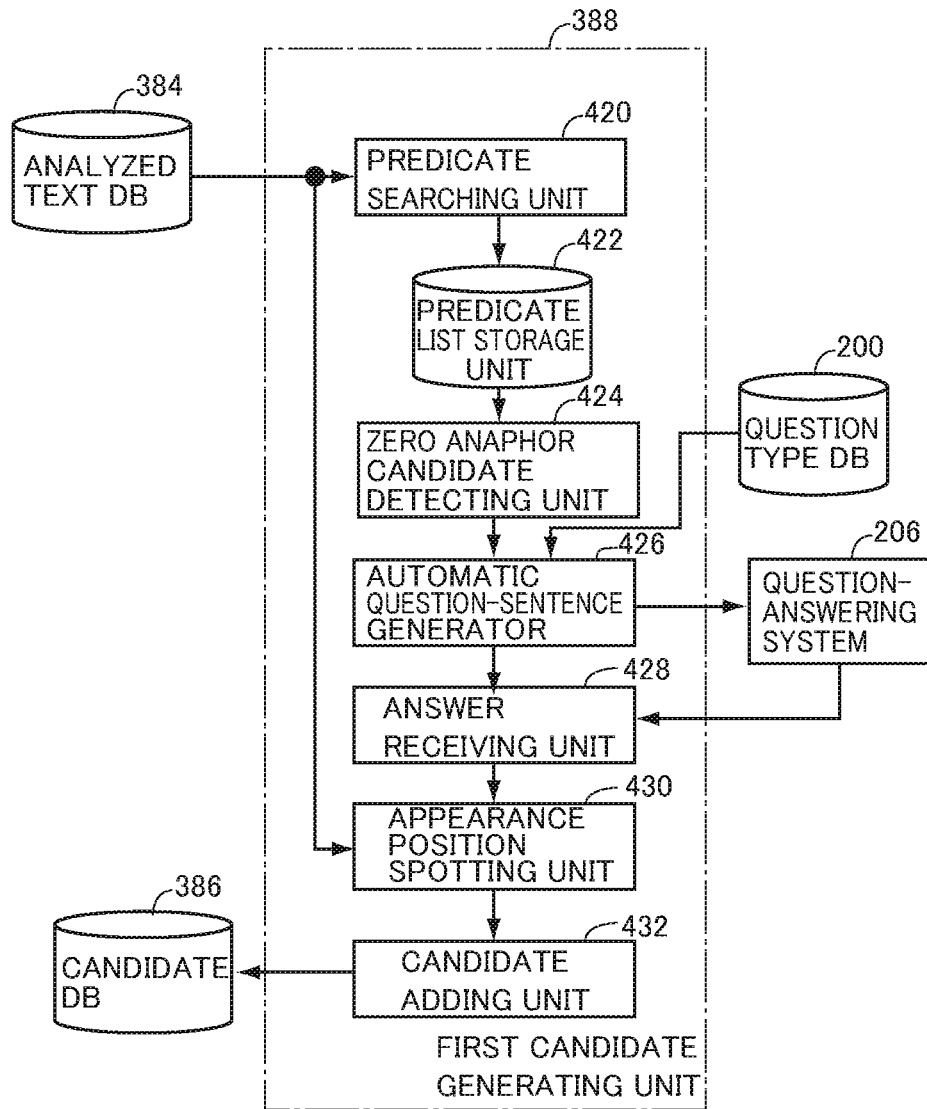 388
384
ANALYZED
TEXT DB
420
PREDICATE
SEARCHING UNIT
422
PREDICATE
LIST STORAGE
UNIT
200
QUESTION
TYPE DB
424
ZERO ANAPHOR
CANDIDATE
DETECTING UNIT
426
AUTOMATIC
QUESTION-SENTENCE
GENERATOR
206
QUESTION-
ANSWERING
SYSTEM
428
ANSWER
RECEIVING UNIT
430
APPEARANCE
POSITION
SPOTTING UNIT
386
CANDIDATE
DB
432
CANDIDATE
ADDING UNIT
FIRST CANDIDATE
GENERATING UNIT